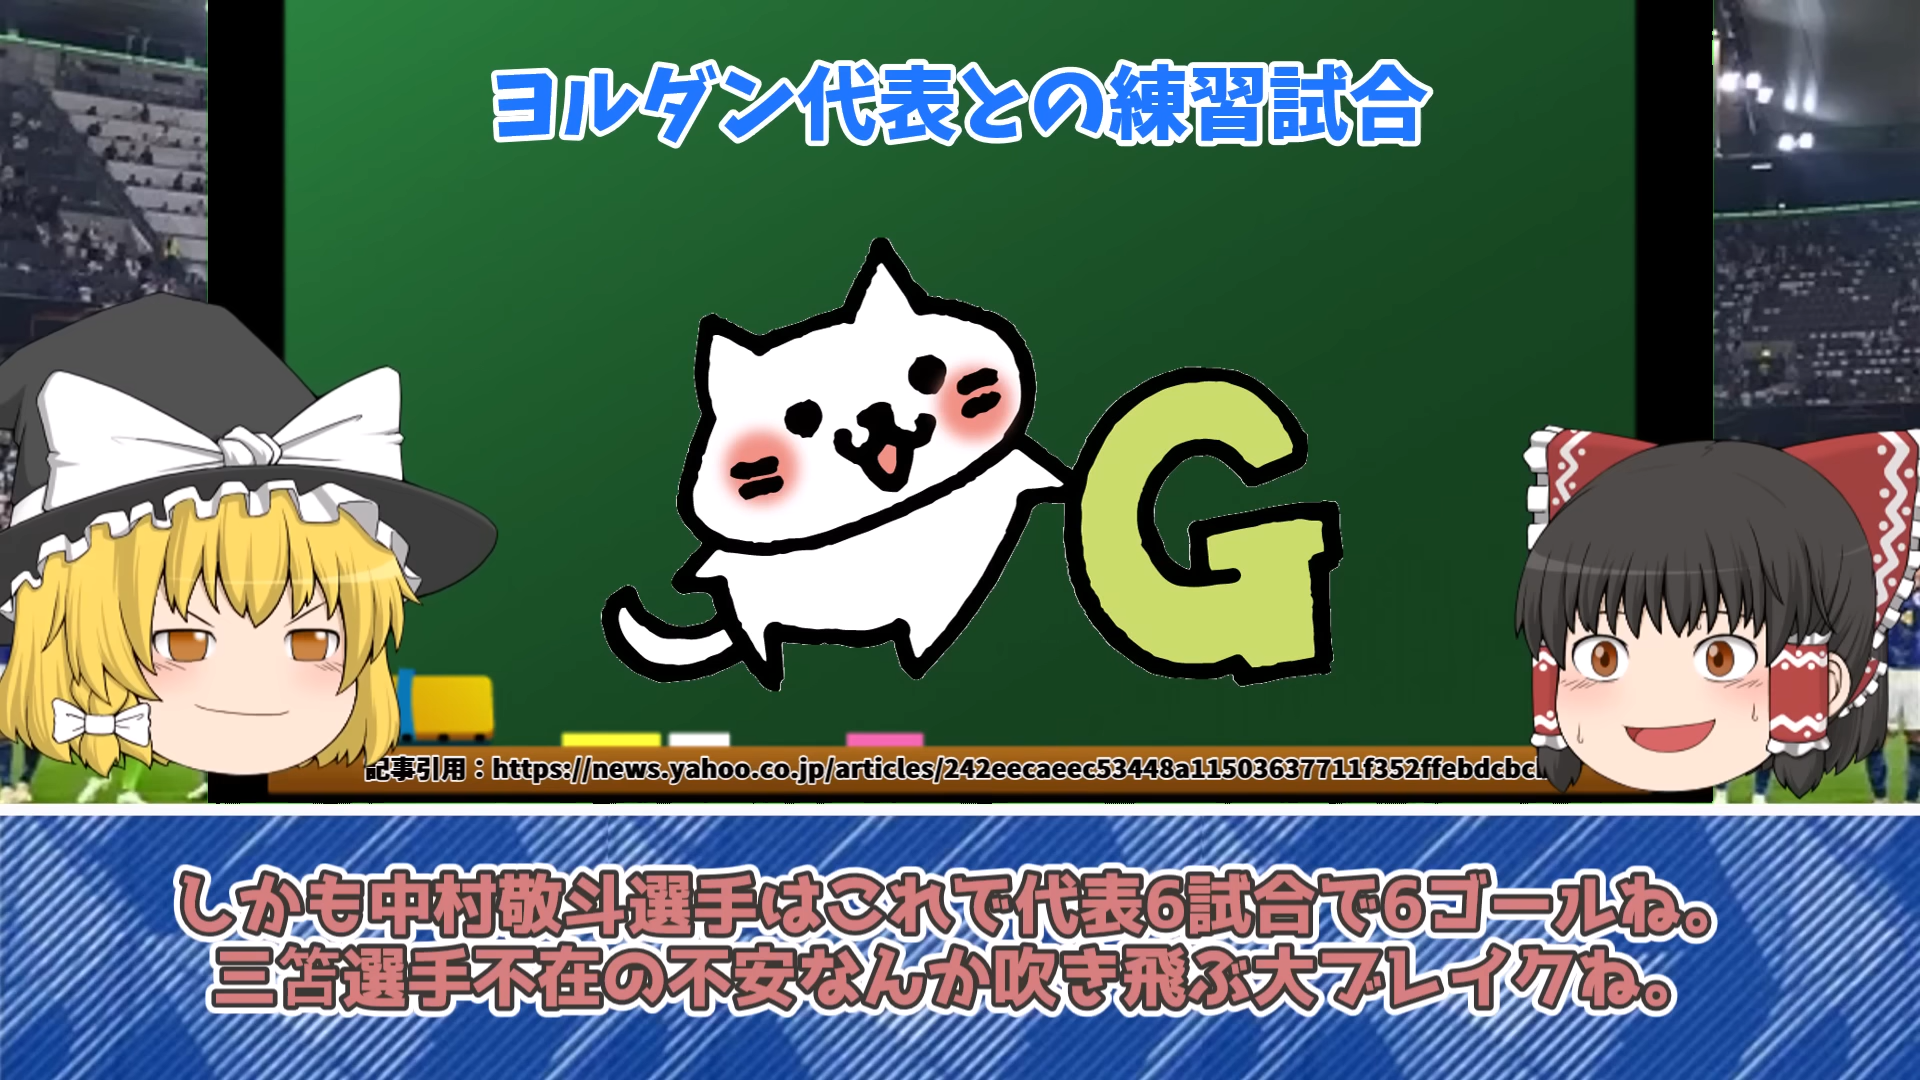 ヨルダン代表との練習試合
G
記事引用：https://news.yahoo.co.jp/articles/242eecaeec53448a11503637711f352ffebdcbc
しかも中村敬斗選手はこれで代表6試合で6ゴールね。
三笘選手不在の不安なんか吹き飛ぶ大ブレイクね。